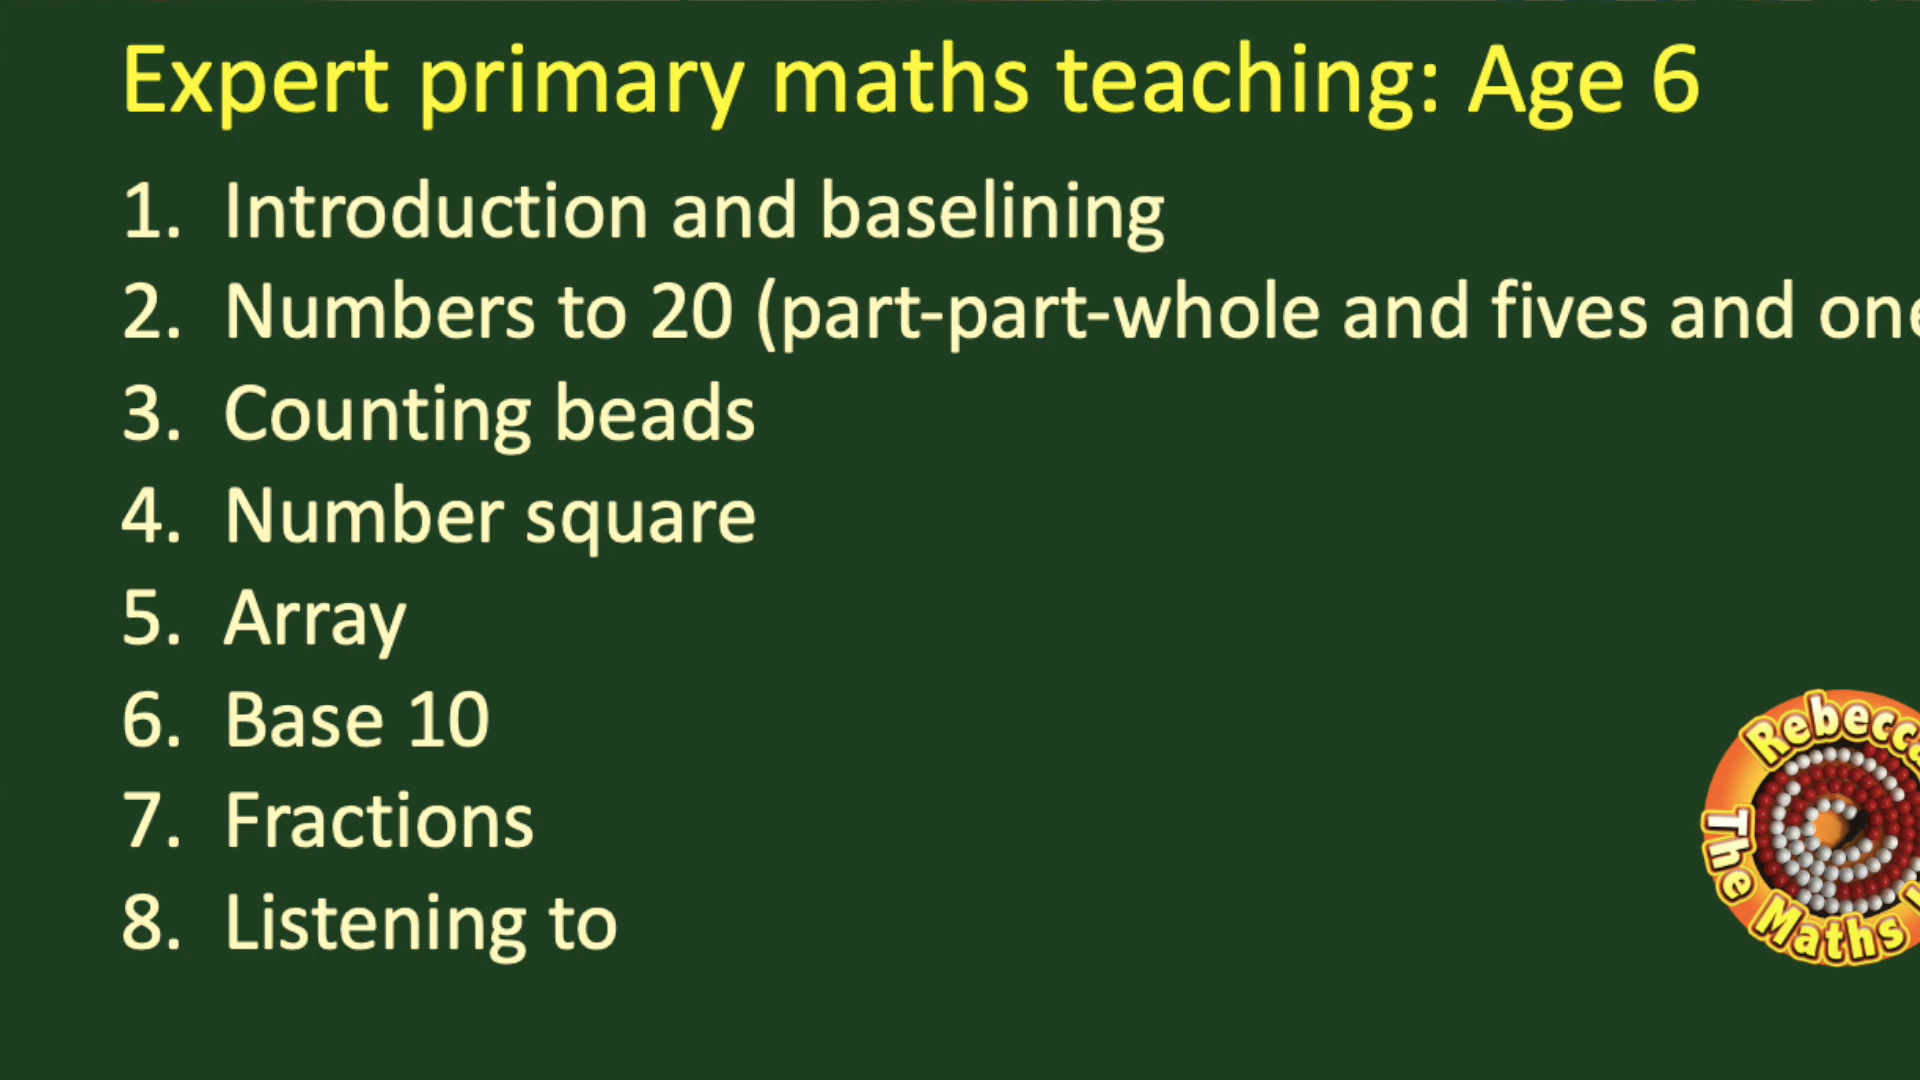 Expert primary maths teaching: Age 6
1. Introduction and baselining
2. Numbers to 20 (part-part-whole and fives and
3. Counting beads
4. Number square
5. Array
6. Base 10
7. Fractions
8. Listening to
The Maths